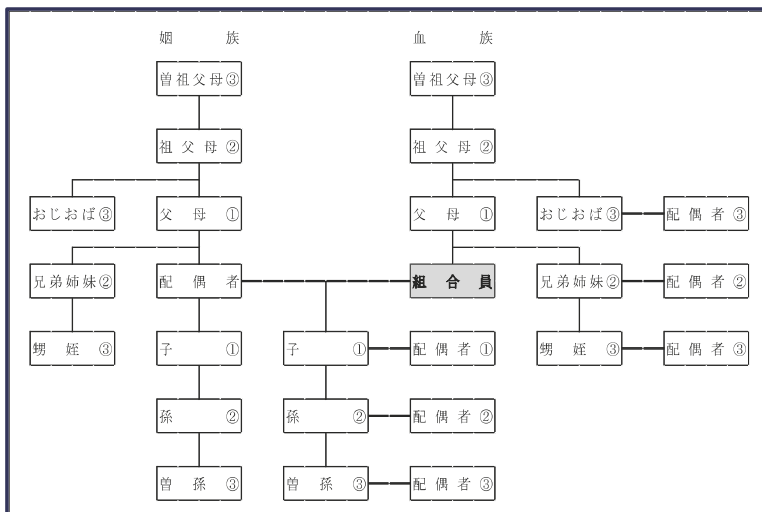 姻　族　血　族
曽祖父母③　曽祖父母③
祖父母②　祖父母②
おじおば③　父母①　父母①　おじおば③　配偶者③
兄弟姉妹②　配偶者　組合員　兄弟姉妹②　配偶者②
甥姪③　子①　子①　配偶者①　甥姪③　配偶者③
孫②　孫②　配偶者②
曽孫③　曽孫③　配偶者③